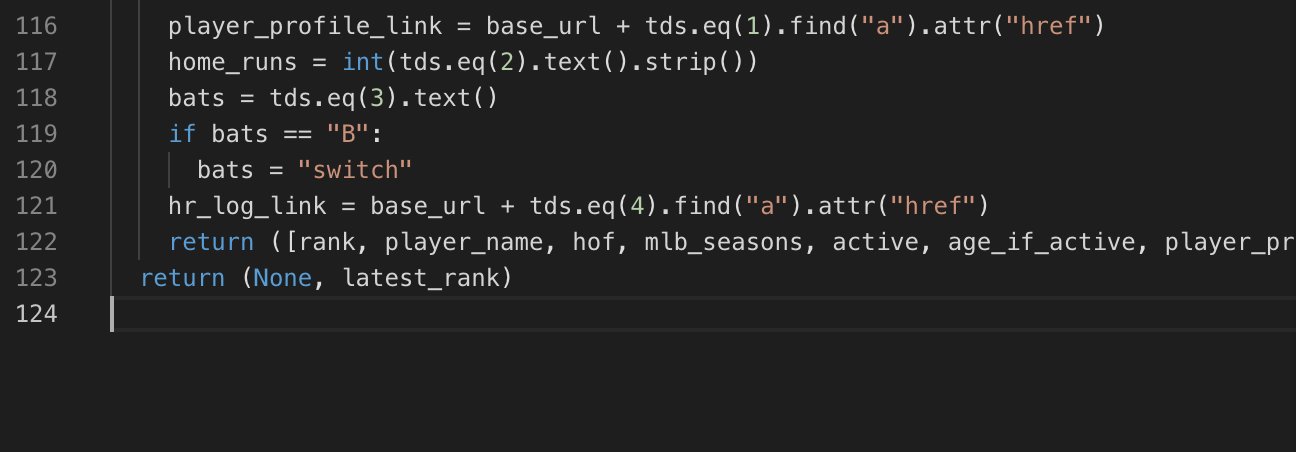 116 player_profile_link = base_url + tds.eq(1).find("a").attr("href")
117 home_runs = int(tds.eq(2).text().strip())
118 bats = tds.eq(3).text()
119 if bats == "B":
120 bats = "switch"
121 hr_log_link = base_url + tds.eq(4).find("a").attr("href")
122 return ([rank, player_name, hof, mlb_seasons, active, age_if_active, player_pr
123 return (None, latest_rank)
124